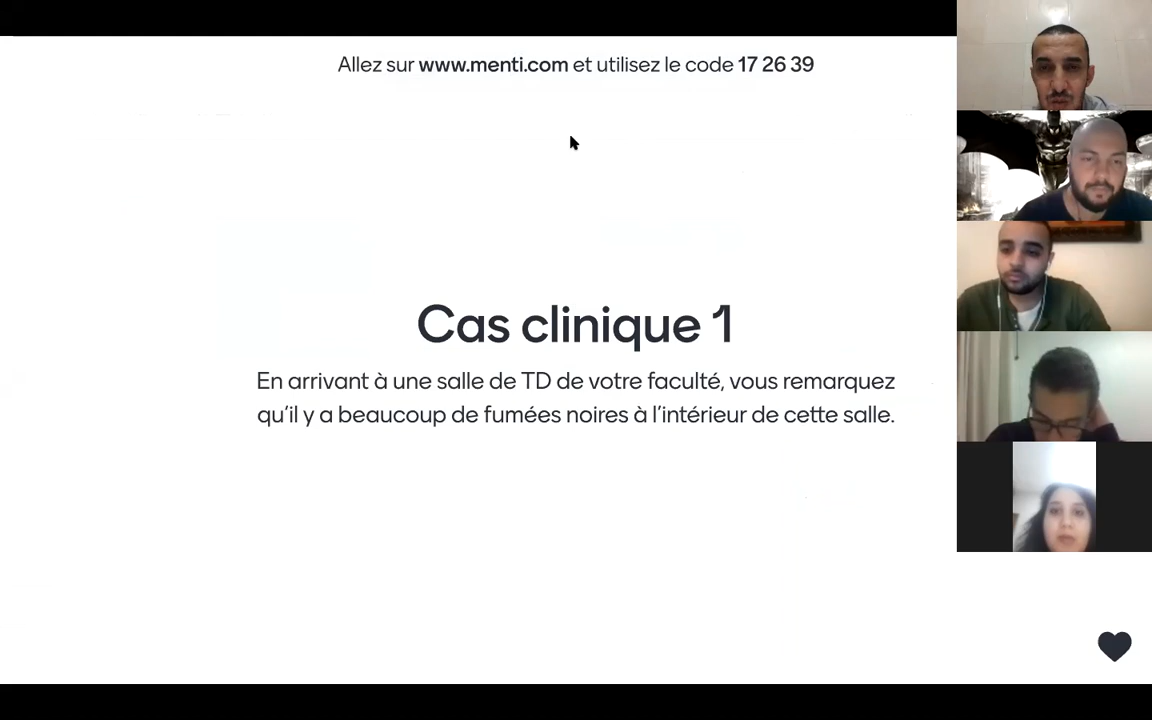 Allez sur www.menti.com et utilisez le code 17 26 39
Cas clinique 1
En arrivant à une salle de TD de votre faculté, vous remarquez
qu'il y a beaucoup de fumées noires à l'intérieur de cette salle.